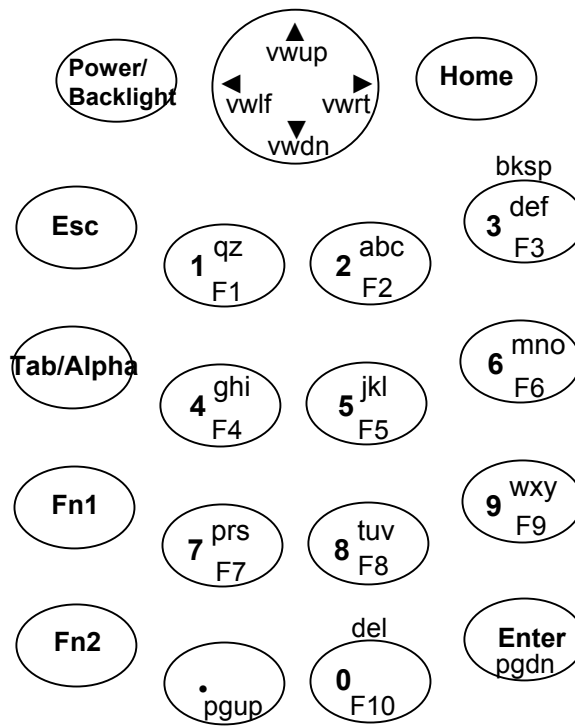 Power/
Backlight
▲
vwup
◀ ▶
vwlf vwrt
▼
vwdn
Home
bksp
Esc
1 qz
F1
2 abc
F2
3 def
F3
Tab/Alpha
4 ghi
F4
5 jkl
F5
6 mno
F6
Fn1
7 prs
F7
8 tuv
F8
9 wxy
F9
Fn2
.
pgup
del
0
F10
Enter
pgdn